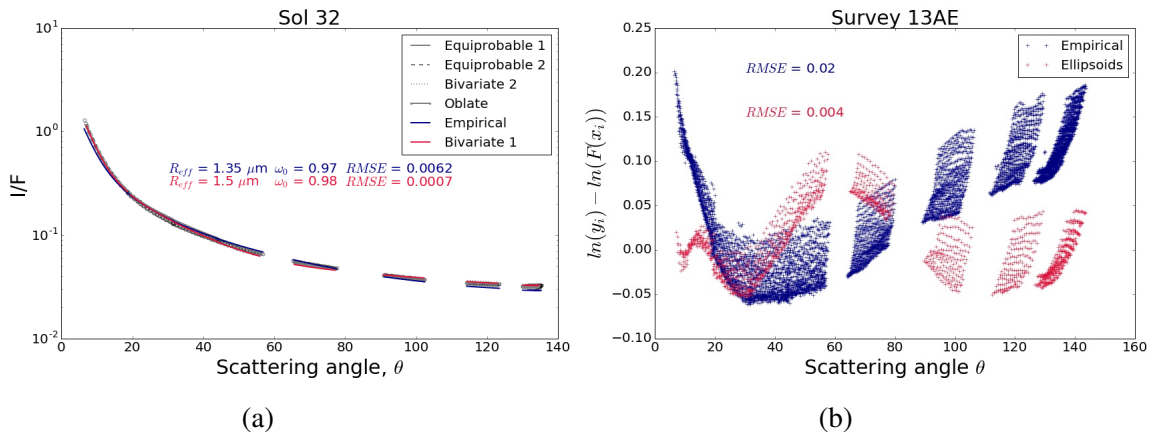 Sol 32
I/F
10^1
10^0
10^-1
10^-2
Equiprobable 1
Equiprobable 2
Bivariate 2
Oblate
Empirical
Bivariate 1
R_eff = 1.35 μm ω_0 = 0.97 RMSE = 0.0062
R_eff = 1.5 μm ω_0 = 0.98 RMSE = 0.0007
0 20 40 60 80 100 120 140
Scattering angle, θ
(a)
Survey 13AE
ln(y_i) − ln(F(x_i))
0.25
0.20
0.15
0.10
0.05
0.00
−0.05
−0.10
Empirical
Ellipsoids
RMSE = 0.02
RMSE = 0.004
0 20 40 60 80 100 120 140 160
Scattering angle θ
(b)